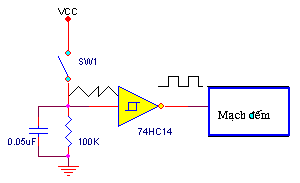 VCC
SW1
74HC14
Mạch đếm
0.05uF
100K